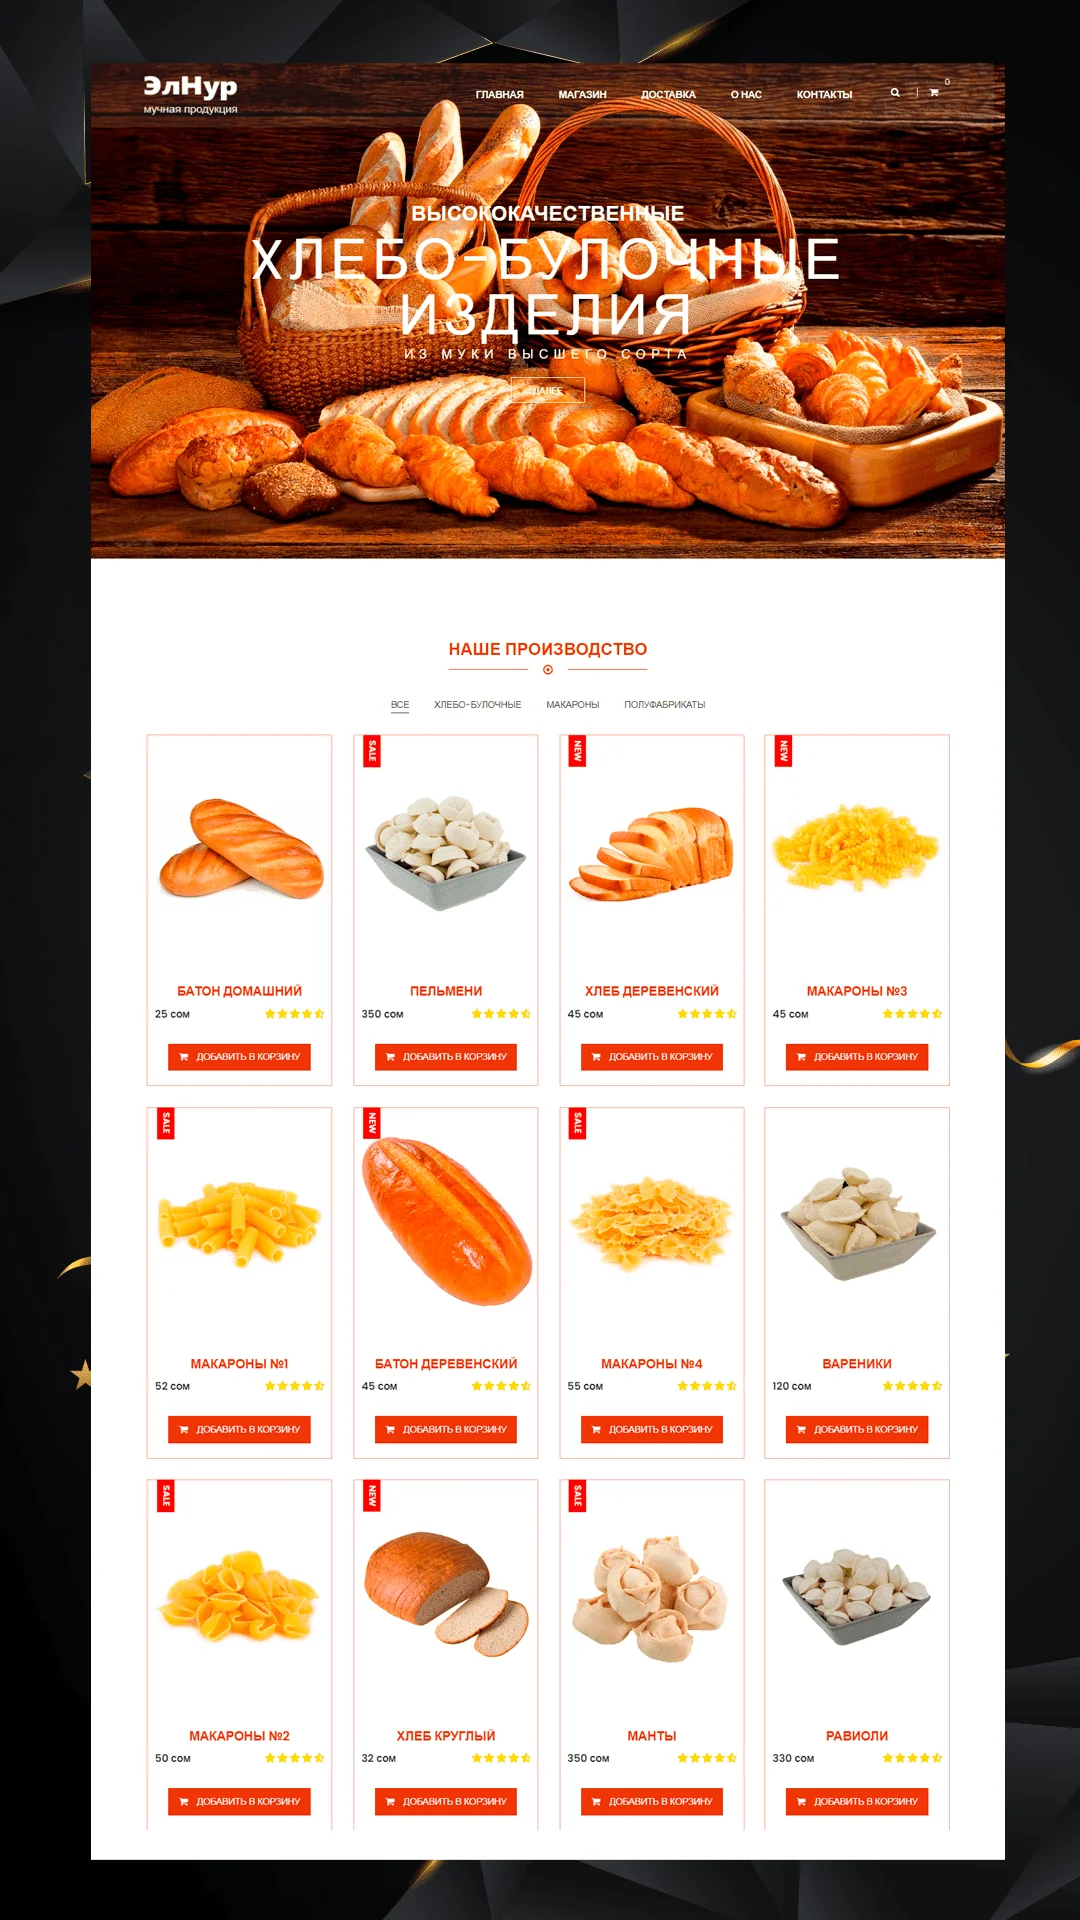 ЭлНур
мучная продукция
ГЛАВНАЯ МАГАЗИН ДОСТАВКА О НАС КОНТАКТЫ 0
ВЫСОКОКАЧЕСТВЕННЫЕ
ХЛЕБО-БУЛОЧНЫЕ
ИЗДЕЛИЯ
ИЗ МУКИ ВЫСШЕГО СОРТА
ДАЛЕЕ
НАШЕ ПРОИЗВОДСТВО
ВСЕ ХЛЕБО-БУЛОЧНЫЕ МАКАРОНЫ ПОЛУФАБРИКАТЫ
SALE NEW NEW
БАТОН ДОМАШНИЙ ПЕЛЬМЕНИ ХЛЕБ ДЕРЕВЕНСКИЙ МАКАРОНЫ №3
25 сом 350 сом 45 сом 45 сом
ДОБАВИТЬ В КОРЗИНУ ДОБАВИТЬ В КОРЗИНУ ДОБАВИТЬ В КОРЗИНУ ДОБАВИТЬ В КОРЗИНУ
SALE NEW SALE
МАКАРОНЫ №1 БАТОН ДЕРЕВЕНСКИЙ МАКАРОНЫ №4 ВАРЕНИКИ
52 сом 45 сом 55 сом 120 сом
ДОБАВИТЬ В КОРЗИНУ ДОБАВИТЬ В КОРЗИНУ ДОБАВИТЬ В КОРЗИНУ ДОБАВИТЬ В КОРЗИНУ
SALE NEW SALE
МАКАРОНЫ №2 ХЛЕБ КРУГЛЫЙ МАНТЫ РАВИОЛИ
50 сом 32 сом 350 сом 330 сом
ДОБАВИТЬ В КОРЗИНУ ДОБАВИТЬ В КОРЗИНУ ДОБАВИТЬ В КОРЗИНУ ДОБАВИТЬ В КОРЗИНУ